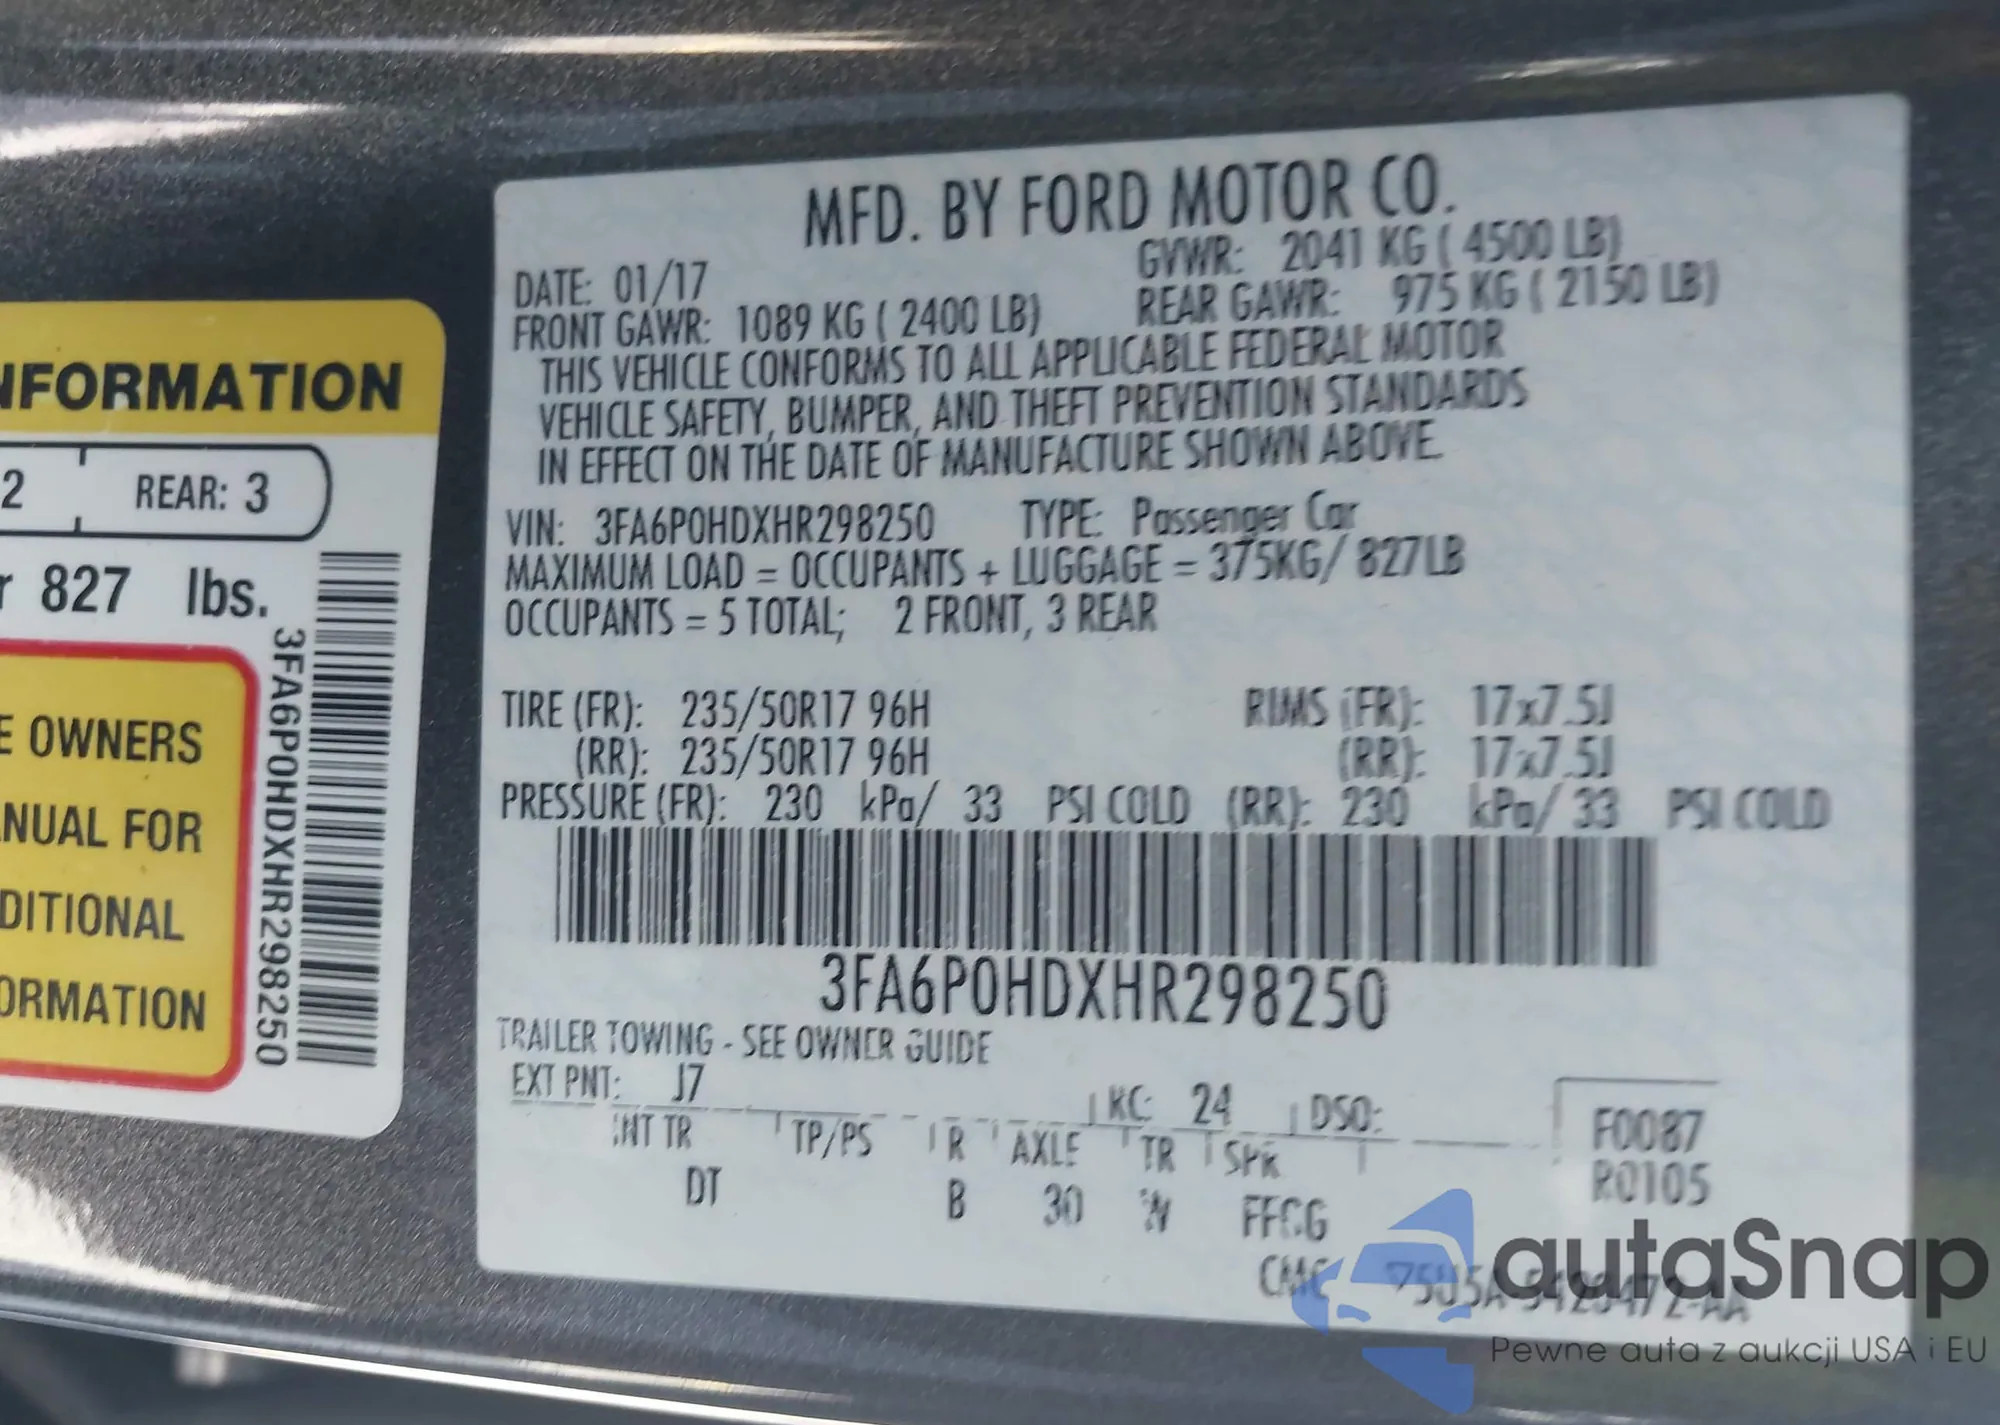 NFORMATION
2 REAR: 3
r 827 lbs.
3FA6P0HDXHR298250
E OWNERS
NUAL FOR
DITIONAL
ORMATION
MFD. BY FORD MOTOR CO.
DATE: 01/17 GVWR: 2041 KG ( 4500 LB)
FRONT GAWR: 1089 KG ( 2400 LB) REAR GAWR: 975 KG ( 2150 LB)
THIS VEHICLE CONFORMS TO ALL APPLICABLE FEDERAL MOTOR
VEHICLE SAFETY, BUMPER, AND THEFT PREVENTION STANDARDS
IN EFFECT ON THE DATE OF MANUFACTURE SHOWN ABOVE.
VIN: 3FA6P0HDXHR298250 TYPE: Passenger Car
MAXIMUM LOAD = OCCUPANTS + LUGGAGE = 375KG/ 827LB
OCCUPANTS = 5 TOTAL; 2 FRONT, 3 REAR
TIRE (FR): 235/50R17 96H RIMS (FR): 17x7.5J
(RR): 235/50R17 96H (RR): 17x7.5J
PRESSURE (FR): 230 kPa/ 33 PSI COLD (RR): 230 kPa/ 33 PSI COLD
3FA6P0HDXHR298250
TRAILER TOWING - SEE OWNER GUIDE
EXT PNT: J7 RC: 24 DSO: F0087
INT TR TP/PS R AXLE TR SPR R0105
DT B 30 W FFCG
CMC
autaSnap
Pewne auta z aukcji USA i EU